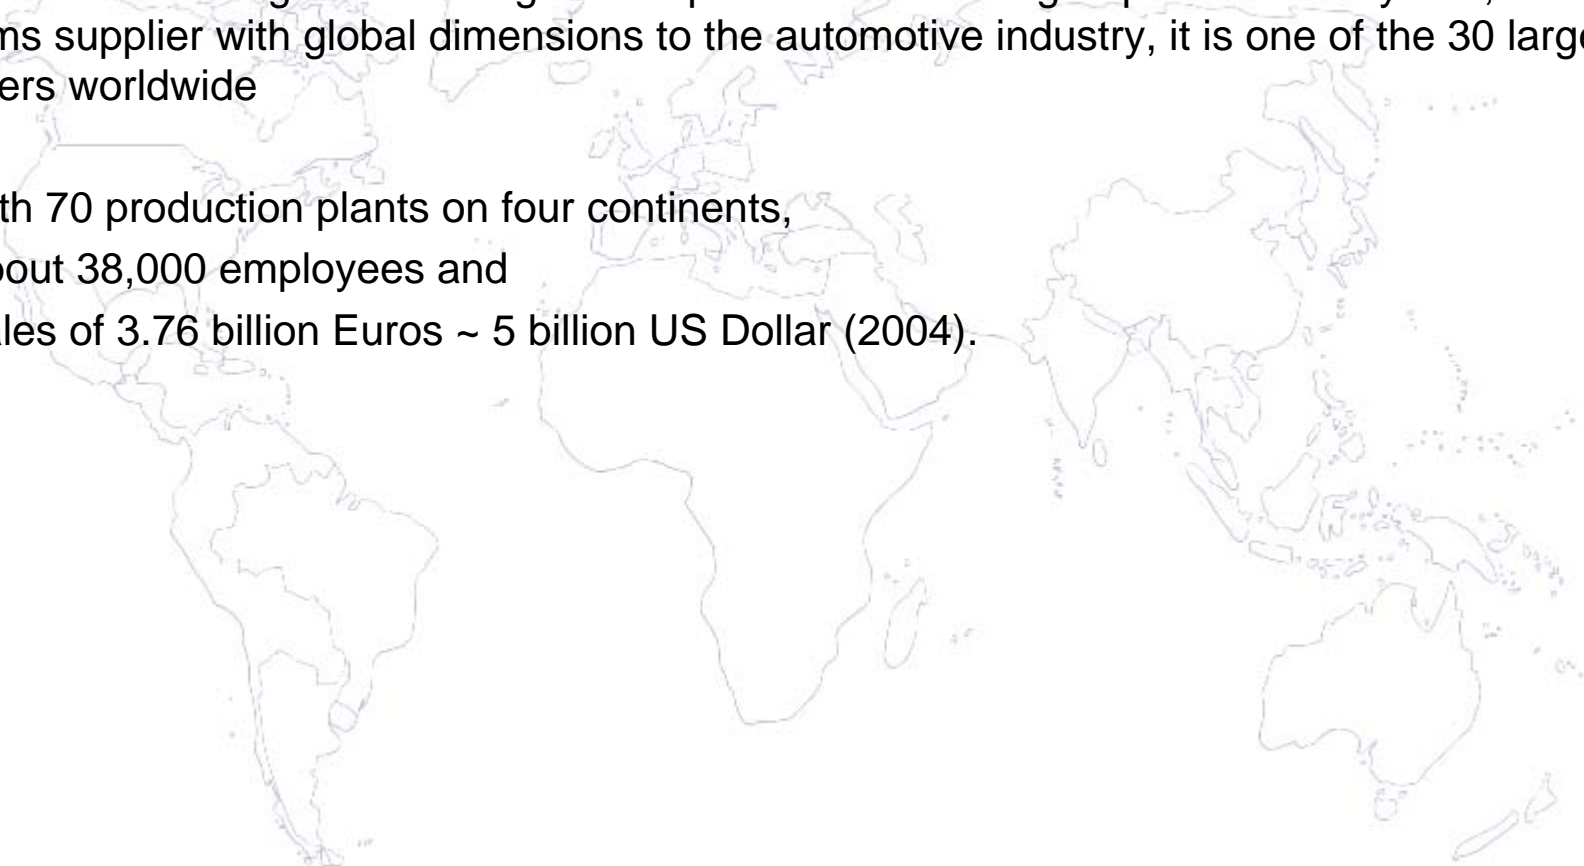 ms supplier with global dimensions to the automotive industry, it is one of the 30 large
ers worldwide
th 70 production plants on four continents,
bout 38,000 employees and
les of 3.76 billion Euros ~ 5 billion US Dollar (2004).